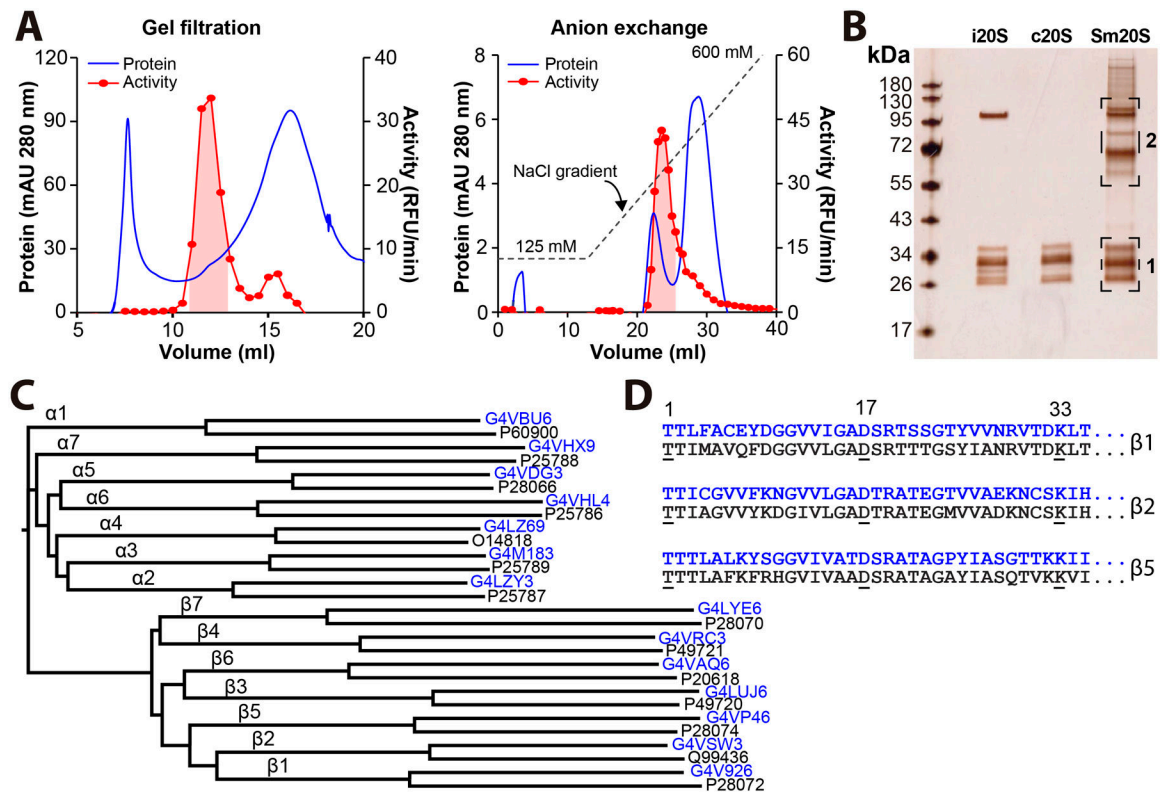 A
Gel filtration
Protein
Activity
Protein (mAU 280 nm)
120
90
60
30
0
40
30
20
10
0
Activity (RFU/min)
5
10
15
20
Volume (ml)
Anion exchange
Protein
Activity
Protein (mAU 280 nm)
8
6
4
2
0
600 mM
NaCl gradient
125 mM
60
45
30
15
0
Activity (RFU/min)
0
10
20
30
40
Volume (ml)
B
kDa
i20S c20S Sm20S
180
130
95
72
55
43
34
26
17
2
1
C
α1
G4VBU6
P60900
α7
G4VHX9
P25788
α5
G4VDG3
P28066
α6
G4VHL4
P25786
α4
G4LZ69
O14818
α3
G4M183
P25789
α2
G4LZY3
P25787
β7
G4LYE6
P28070
β4
G4VRC3
P49721
β6
G4VAQ6
P20618
β3
G4LUJ6
P49720
β5
G4VP46
P28074
β2
G4VSW3
Q99436
β1
G4V926
P28072
D
1 17 33
TTLFACEYDGGVVIGADSRTSSGTYVVNRVTDKLT...
TTIMAVQFDGGVVLGADSRTTTGSYIANRVTDKLT...
β1
TTICGVVFKNGVVLGADTRATEGTVVAEKNCSKIH...
TTIAGVVYKDGIVLGADTRATEGMVVADKNCSKIH...
β2
TTTLALKYSGGVIVATDSRATAGPYIASGTTKKII...
TTTLAFKFRHGVIVAADSRATAGAYIASQTVKKVI...
β5